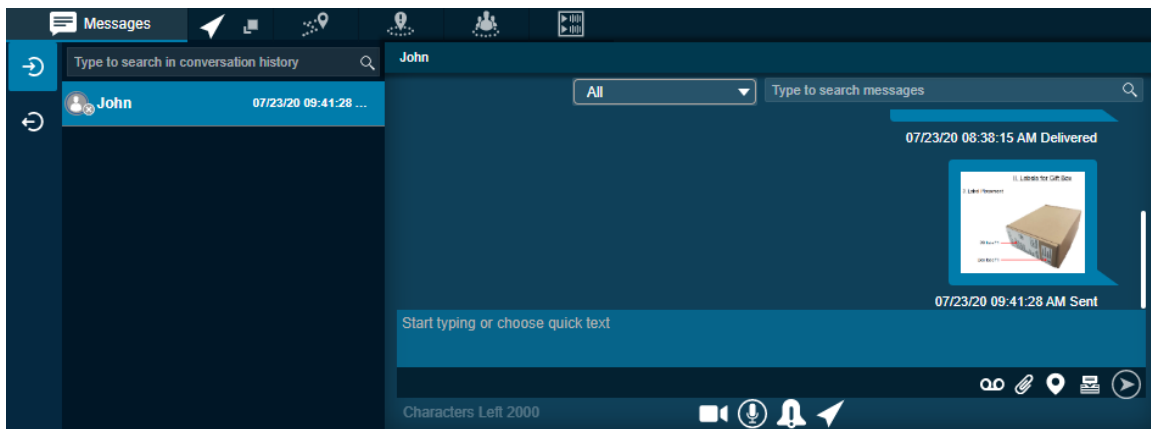 Messages
Type to search in conversation history
John
07/23/20 09:41:28 ...
John
All
Type to search messages
07/23/20 08:38:15 AM Delivered
II. Labels for Gift Box
07/23/20 09:41:28 AM Sent
Start typing or choose quick text
Characters Left 2000